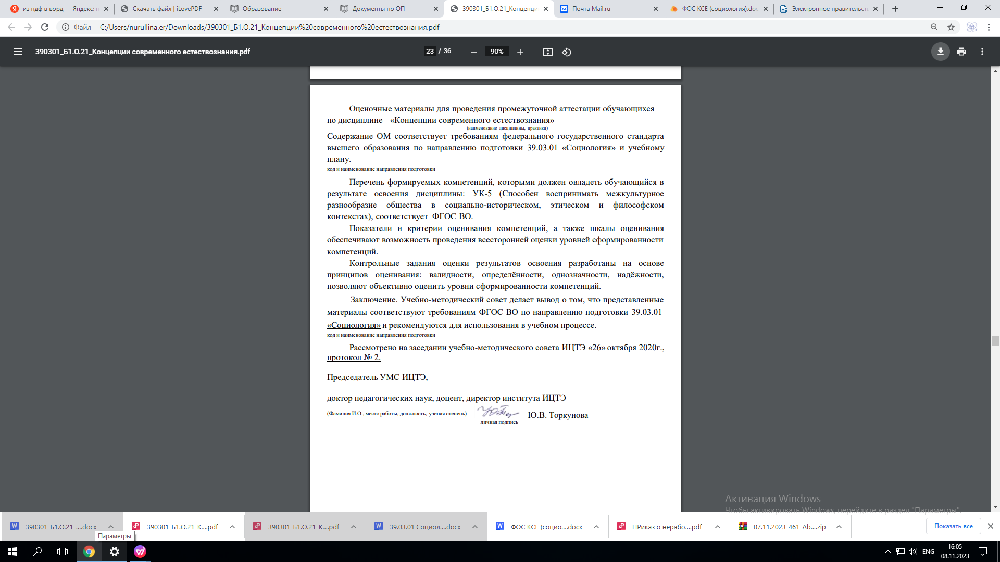 из пдф в ворд — Яндекс: н
Скачать файл | iLovePDF
Образование
Документы по ОП
390301_Б1.О.21_Концепци
Почта Mail.ru
ФОС КСЕ (социология).doc
Электронное правительств
Файл
C:/Users/nurullina.er/Downloads/390301_Б1.О.21_Концепции%20современного%20естествознания.pdf
390301_Б1.О.21_Концепции современного естествознания.pdf
23 / 36
90%
Оценочные материалы для проведения промежуточной аттестации обучающихся
по дисциплине «Концепции современного естествознания»
(наименование дисциплины, практики)
Содержание ОМ соответствует требованиям федерального государственного стандарта
высшего образования по направлению подготовки 39.03.01 «Социология» и учебному
плану.
код и наименование направления подготовки
Перечень формируемых компетенций, которыми должен овладеть обучающийся в
результате освоения дисциплины: УК-5 (Способен воспринимать межкультурное
разнообразие общества в социально-историческом, этическом и философском
контекстах), соответствует ФГОС ВО.
Показатели и критерии оценивания компетенций, а также шкалы оценивания
обеспечивают возможность проведения всесторонней оценки уровней сформированности
компетенций.
Контрольные задания оценки результатов освоения разработаны на основе
принципов оценивания: валидности, определённости, однозначности, надёжности,
позволяют объективно оценить уровни сформированности компетенций.
Заключение. Учебно-методический совет делает вывод о том, что представленные
материалы соответствуют требованиям ФГОС ВО по направлению подготовки 39.03.01
«Социология» и рекомендуются для использования в учебном процессе.
код и наименование направления подготовки
Рассмотрено на заседании учебно-методического совета ИЦТЭ «26» октября 2020г.,
протокол № 2.
Председатель УМС ИЦТЭ,
доктор педагогических наук, доцент, директор института ИЦТЭ
(Фамилия И.О., место работы, должность, ученая степень)
Ю.В. Торкунова
личная подпись
Активация Windows
Чтобы активировать Windows, перейдите в раздел "Параметры".
390301_Б1.О.21_....docx
390301_Б1.О.21_К....pdf
390301_Б1.О.21_К....pdf
39.03.01 Социол....docx
ФОС КСЕ (социо....docx
ПРиказ о нерабо....pdf
07.11.2023_461_Ab....zip
Показать все
Параметры
ENG
16:05
08.11.2023